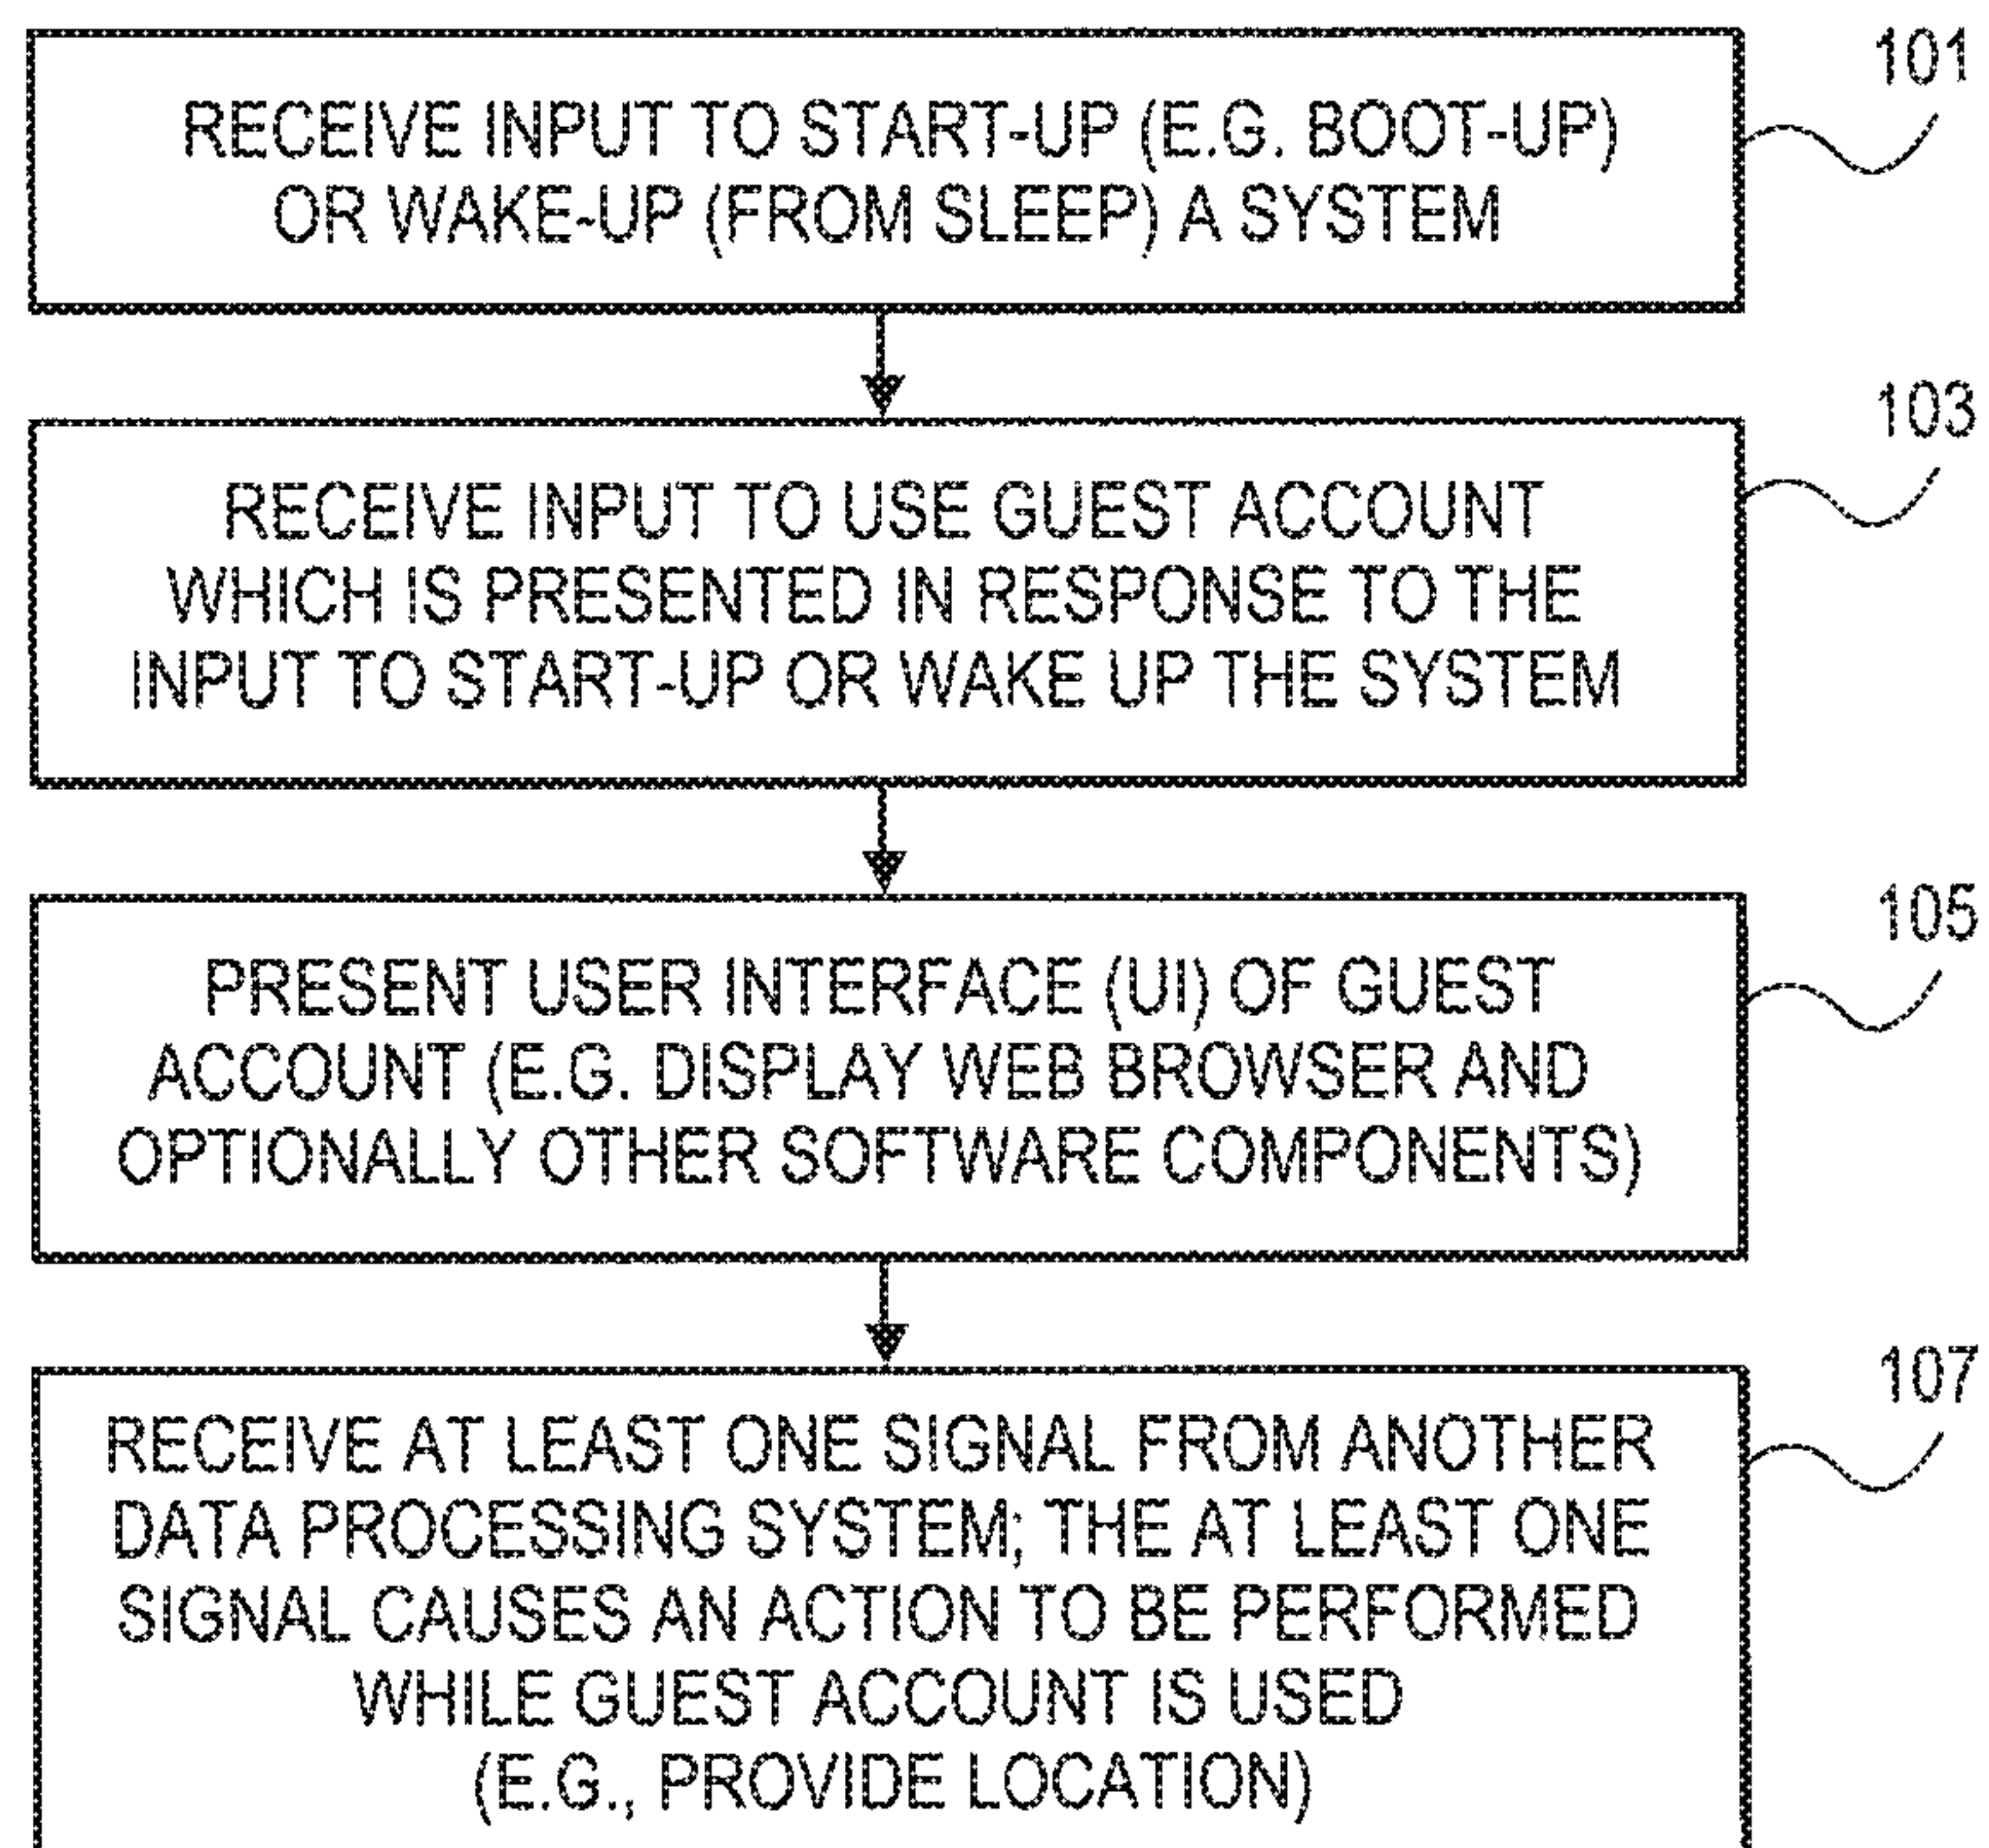 101
RECEIVE INPUT TO START-UP (E.G. BOOT-UP)
OR WAKE-UP (FROM SLEEP) A SYSTEM
103
RECEIVE INPUT TO USE GUEST ACCOUNT
WHICH IS PRESENTED IN RESPONSE TO THE
INPUT TO START-UP OR WAKE UP THE SYSTEM
105
PRESENT USER INTERFACE (UI) OF GUEST
ACCOUNT (E.G. DISPLAY WEB BROWSER AND
OPTIONALLY OTHER SOFTWARE COMPONENTS)
107
RECEIVE AT LEAST ONE SIGNAL FROM ANOTHER
DATA PROCESSING SYSTEM; THE AT LEAST ONE
SIGNAL CAUSES AN ACTION TO BE PERFORMED
WHILE GUEST ACCOUNT IS USED
(E.G., PROVIDE LOCATION)